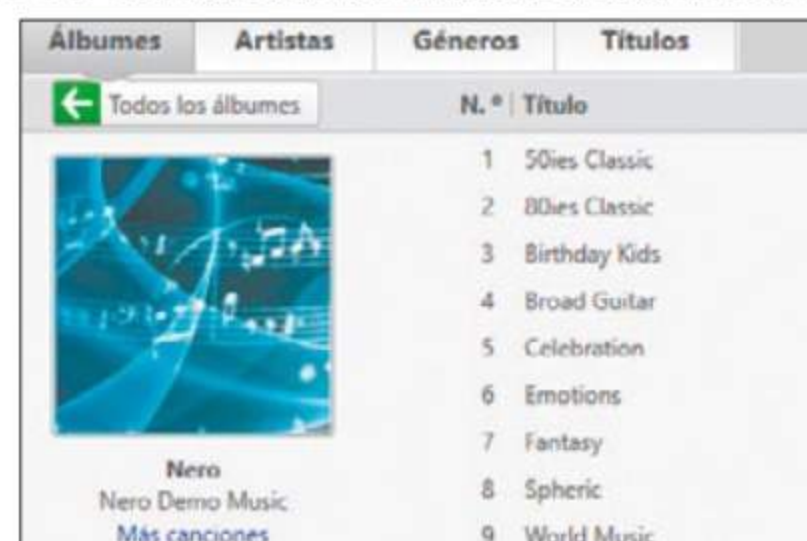 Álbumes Artistas Géneros Títulos
Todos los álbumes N. º Título
1 50ies Classic
2 80ies Classic
3 Birthday Kids
4 Broad Guitar
5 Celebration
6 Emotions
7 Fantasy
8 Spheric
9 World Music
Nero
Nero Demo Music
Más canciones